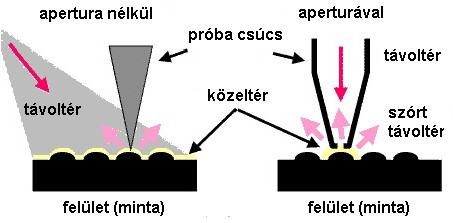 apertura nélkül
aperturával
próba csúcs
távoltér
közeltér
távoltér
szórt
távoltér
felület (minta)
felület (minta)